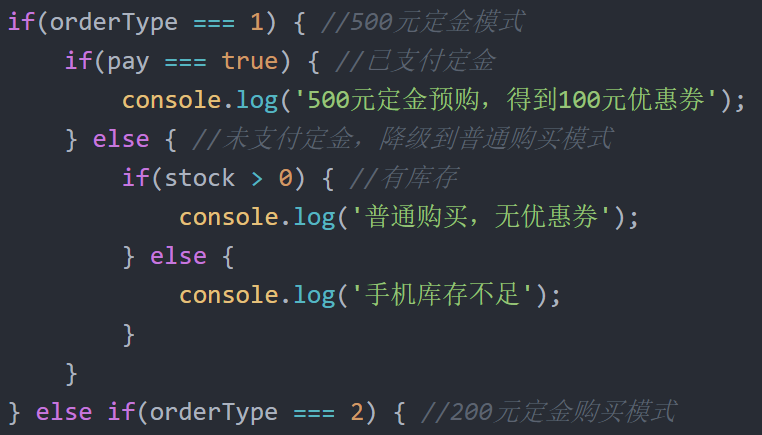 if(orderType === 1) { //500元定金模式
    if(pay === true) { //已支付定金
        console.log('500元定金预购，得到100元优惠券');
    } else { //未支付定金，降级到普通购买模式
        if(stock > 0) { //有库存
            console.log('普通购买，无优惠券');
        } else {
            console.log('手机库存不足');
        }
    }
} else if(orderType === 2) { //200元定金购买模式